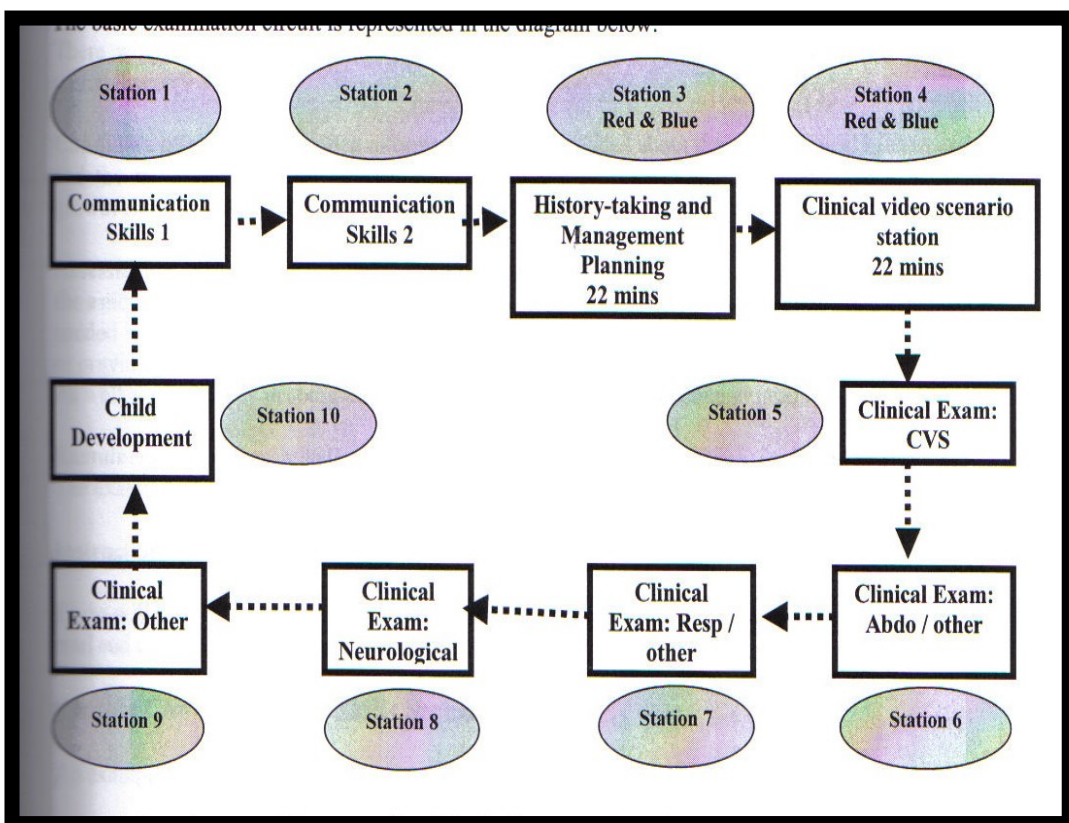 The basic examination circuit is represented in the diagram below:
Station 1
Station 2
Station 3
Red & Blue
Station 4
Red & Blue
Communication
Skills 1
Communication
Skills 2
History-taking and
Management
Planning
22 mins
Clinical video scenario
station
22 mins
Child
Development
Station 10
Station 5
Clinical Exam:
CVS
Clinical
Exam: Other
Clinical
Exam:
Neurological
Clinical
Exam: Resp /
other
Clinical Exam:
Abdo / other
Station 9
Station 8
Station 7
Station 6